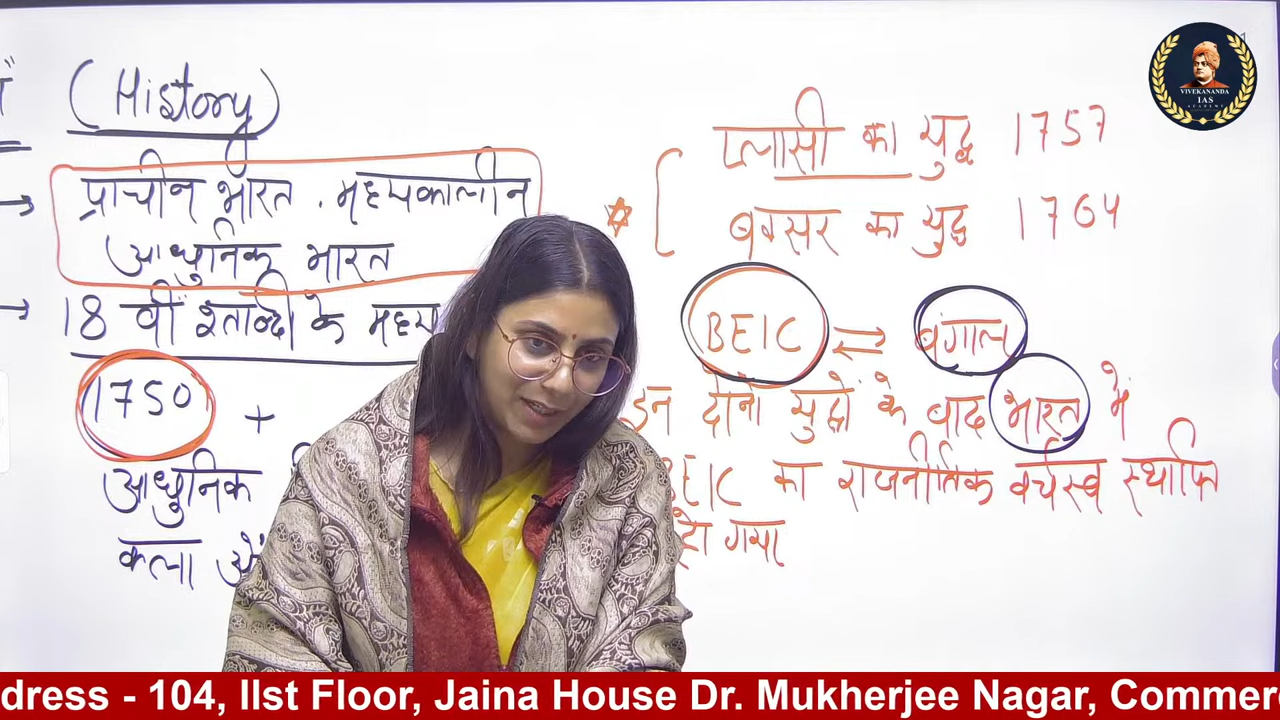 (History)
प्राचीन भारत . मध्यकालीन
आधुनिक भारत
→ 18 वीं शताब्दी के मध्य
1750 +
आधुनिक
कला
प्लासी का युद्ध 1757
बक्सर का युद्ध 1764
BEIC ⇌ बंगाल
इन दोनों युद्धों के बाद भारत में
BEIC का राजनीतिक वर्चस्व स्थापित
हो गया
VIVEKANANDA
IAS
ACADEMY
dress - 104, IIst Floor, Jaina House Dr. Mukherjee Nagar, Commer